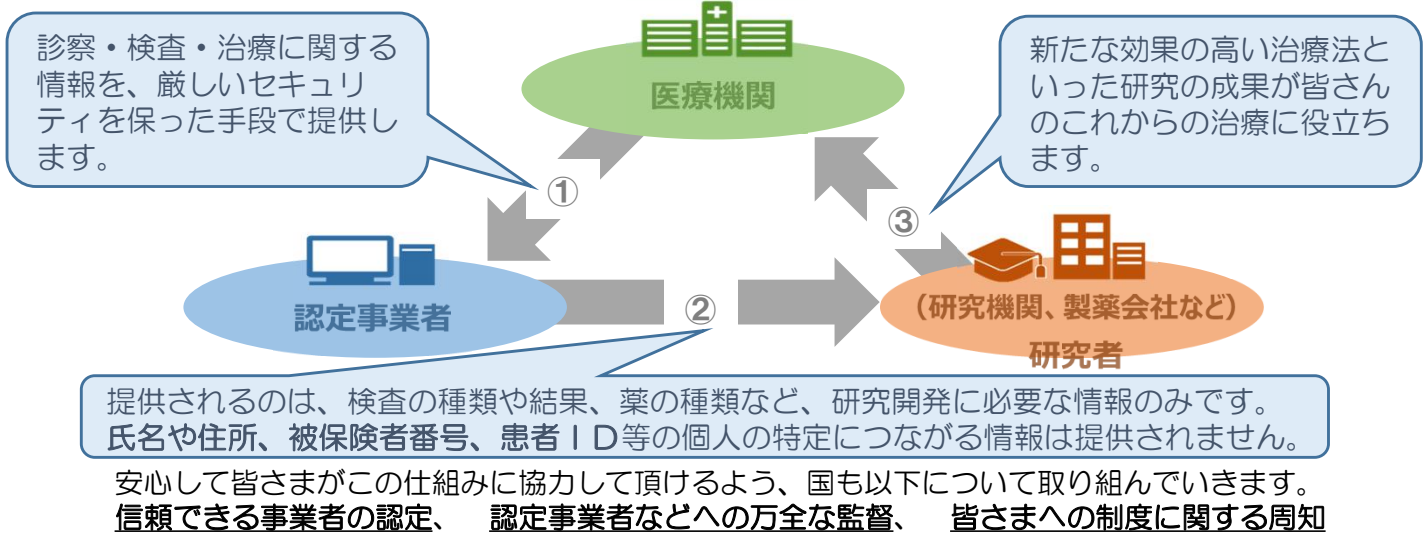 診察・検査・治療に関する
情報を、厳しいセキュリ
ティを保った手段で提供し
ます。
医療機関
新たな効果の高い治療法と
いった研究の成果が皆さん
のこれからの治療に役立ち
ます。
①
③
認定事業者
②
(研究機関、製薬会社など)
研究者
提供されるのは、検査の種類や結果、薬の種類など、研究開発に必要な情報のみです。
氏名や住所、被保険者番号、患者ID等の個人の特定につながる情報は提供されません。
安心して皆さまがこの仕組みに協力して頂けるよう、国も以下について取り組んでいきます。
信頼できる事業者の認定、 認定事業者などへの万全な監督、 皆さまへの制度に関する周知